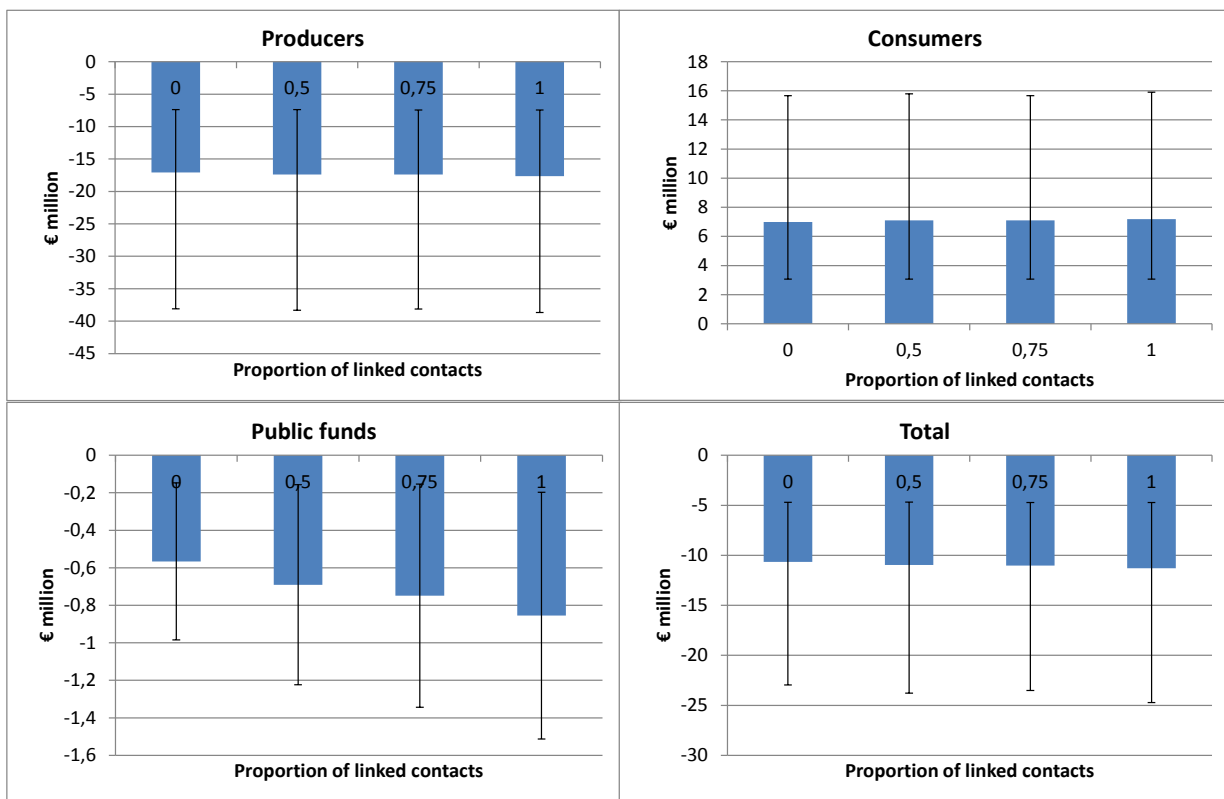 Producers
0
-5
-10
-15
-20
-25
-30
-35
-40
-45
€ million
0 0,5 0,75 1
Proportion of linked contacts
Consumers
18
16
14
12
10
8
6
4
2
0
€ million
0 0,5 0,75 1
Proportion of linked contacts
Public funds
0
-0,2
-0,4
-0,6
-0,8
-1
-1,2
-1,4
-1,6
€ million
0 0,5 0,75 1
Proportion of linked contacts
Total
0
-5
-10
-15
-20
-25
-30
€ million
0 0,5 0,75 1
Proportion of linked contacts